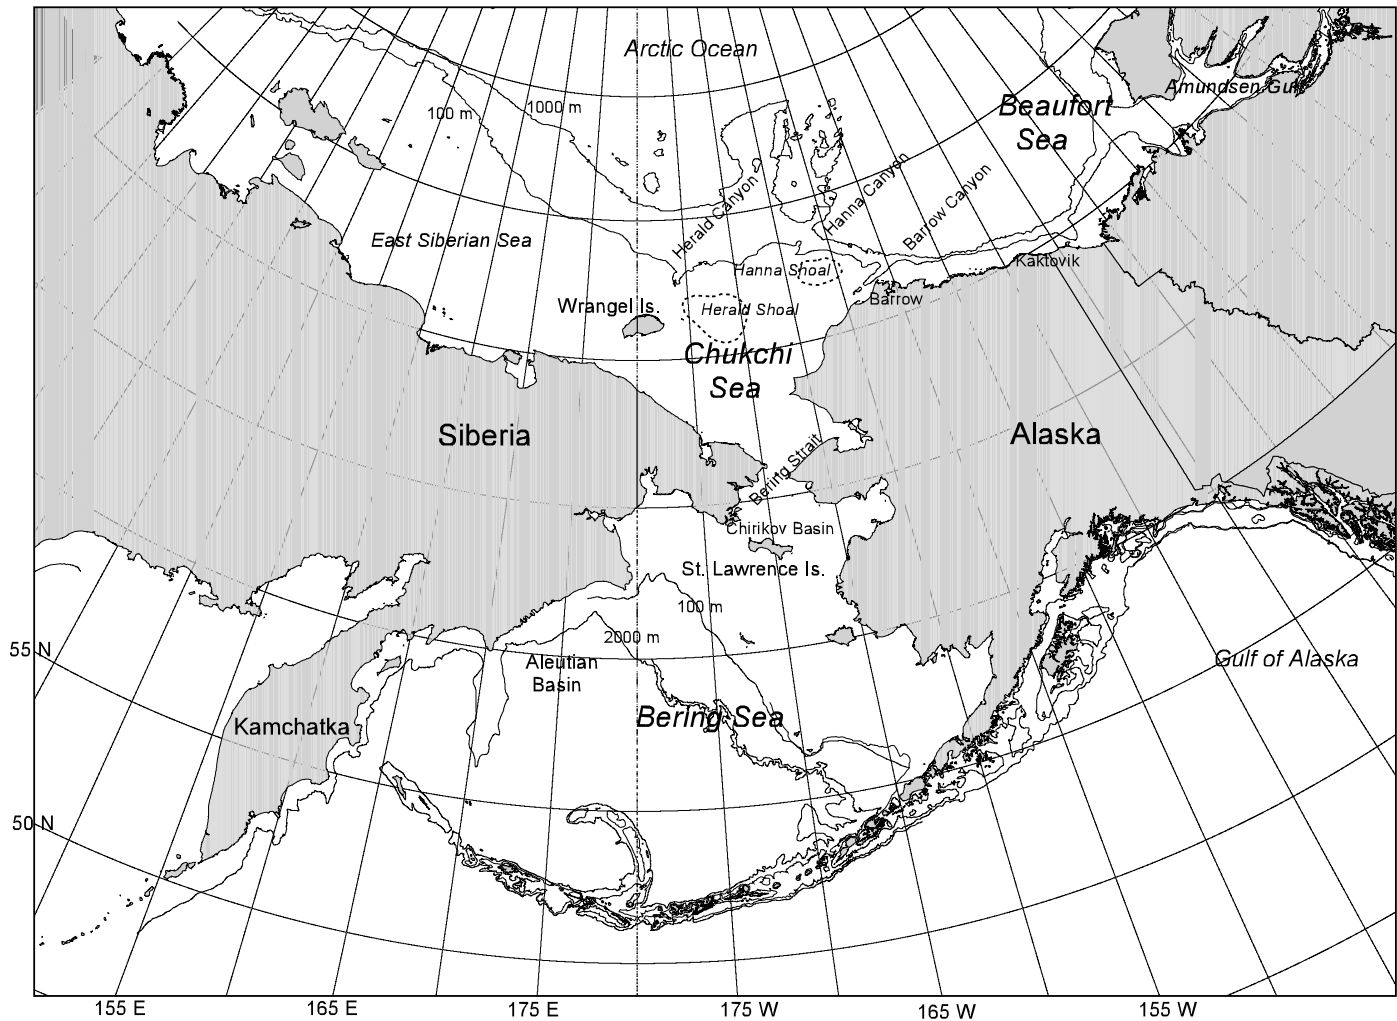 Arctic Ocean
Amundsen Gulf
100 m
1000 m
Beaufort
Sea
Herald Canyon
Hanna Canyon
Barrow Canyon
East Siberian Sea
Hanna Shoal
Kaktovik
Barrow
Wrangel Is.
Herald Shoal
Chukchi
Sea
Siberia
Alaska
Bering Strait
Chirikov Basin
St. Lawrence Is.
100 m
2000 m
55 N
Aleutian
Basin
Gulf of Alaska
Bering Sea
Kamchatka
50 N
155 E
165 E
175 E
175 W
165 W
155 W